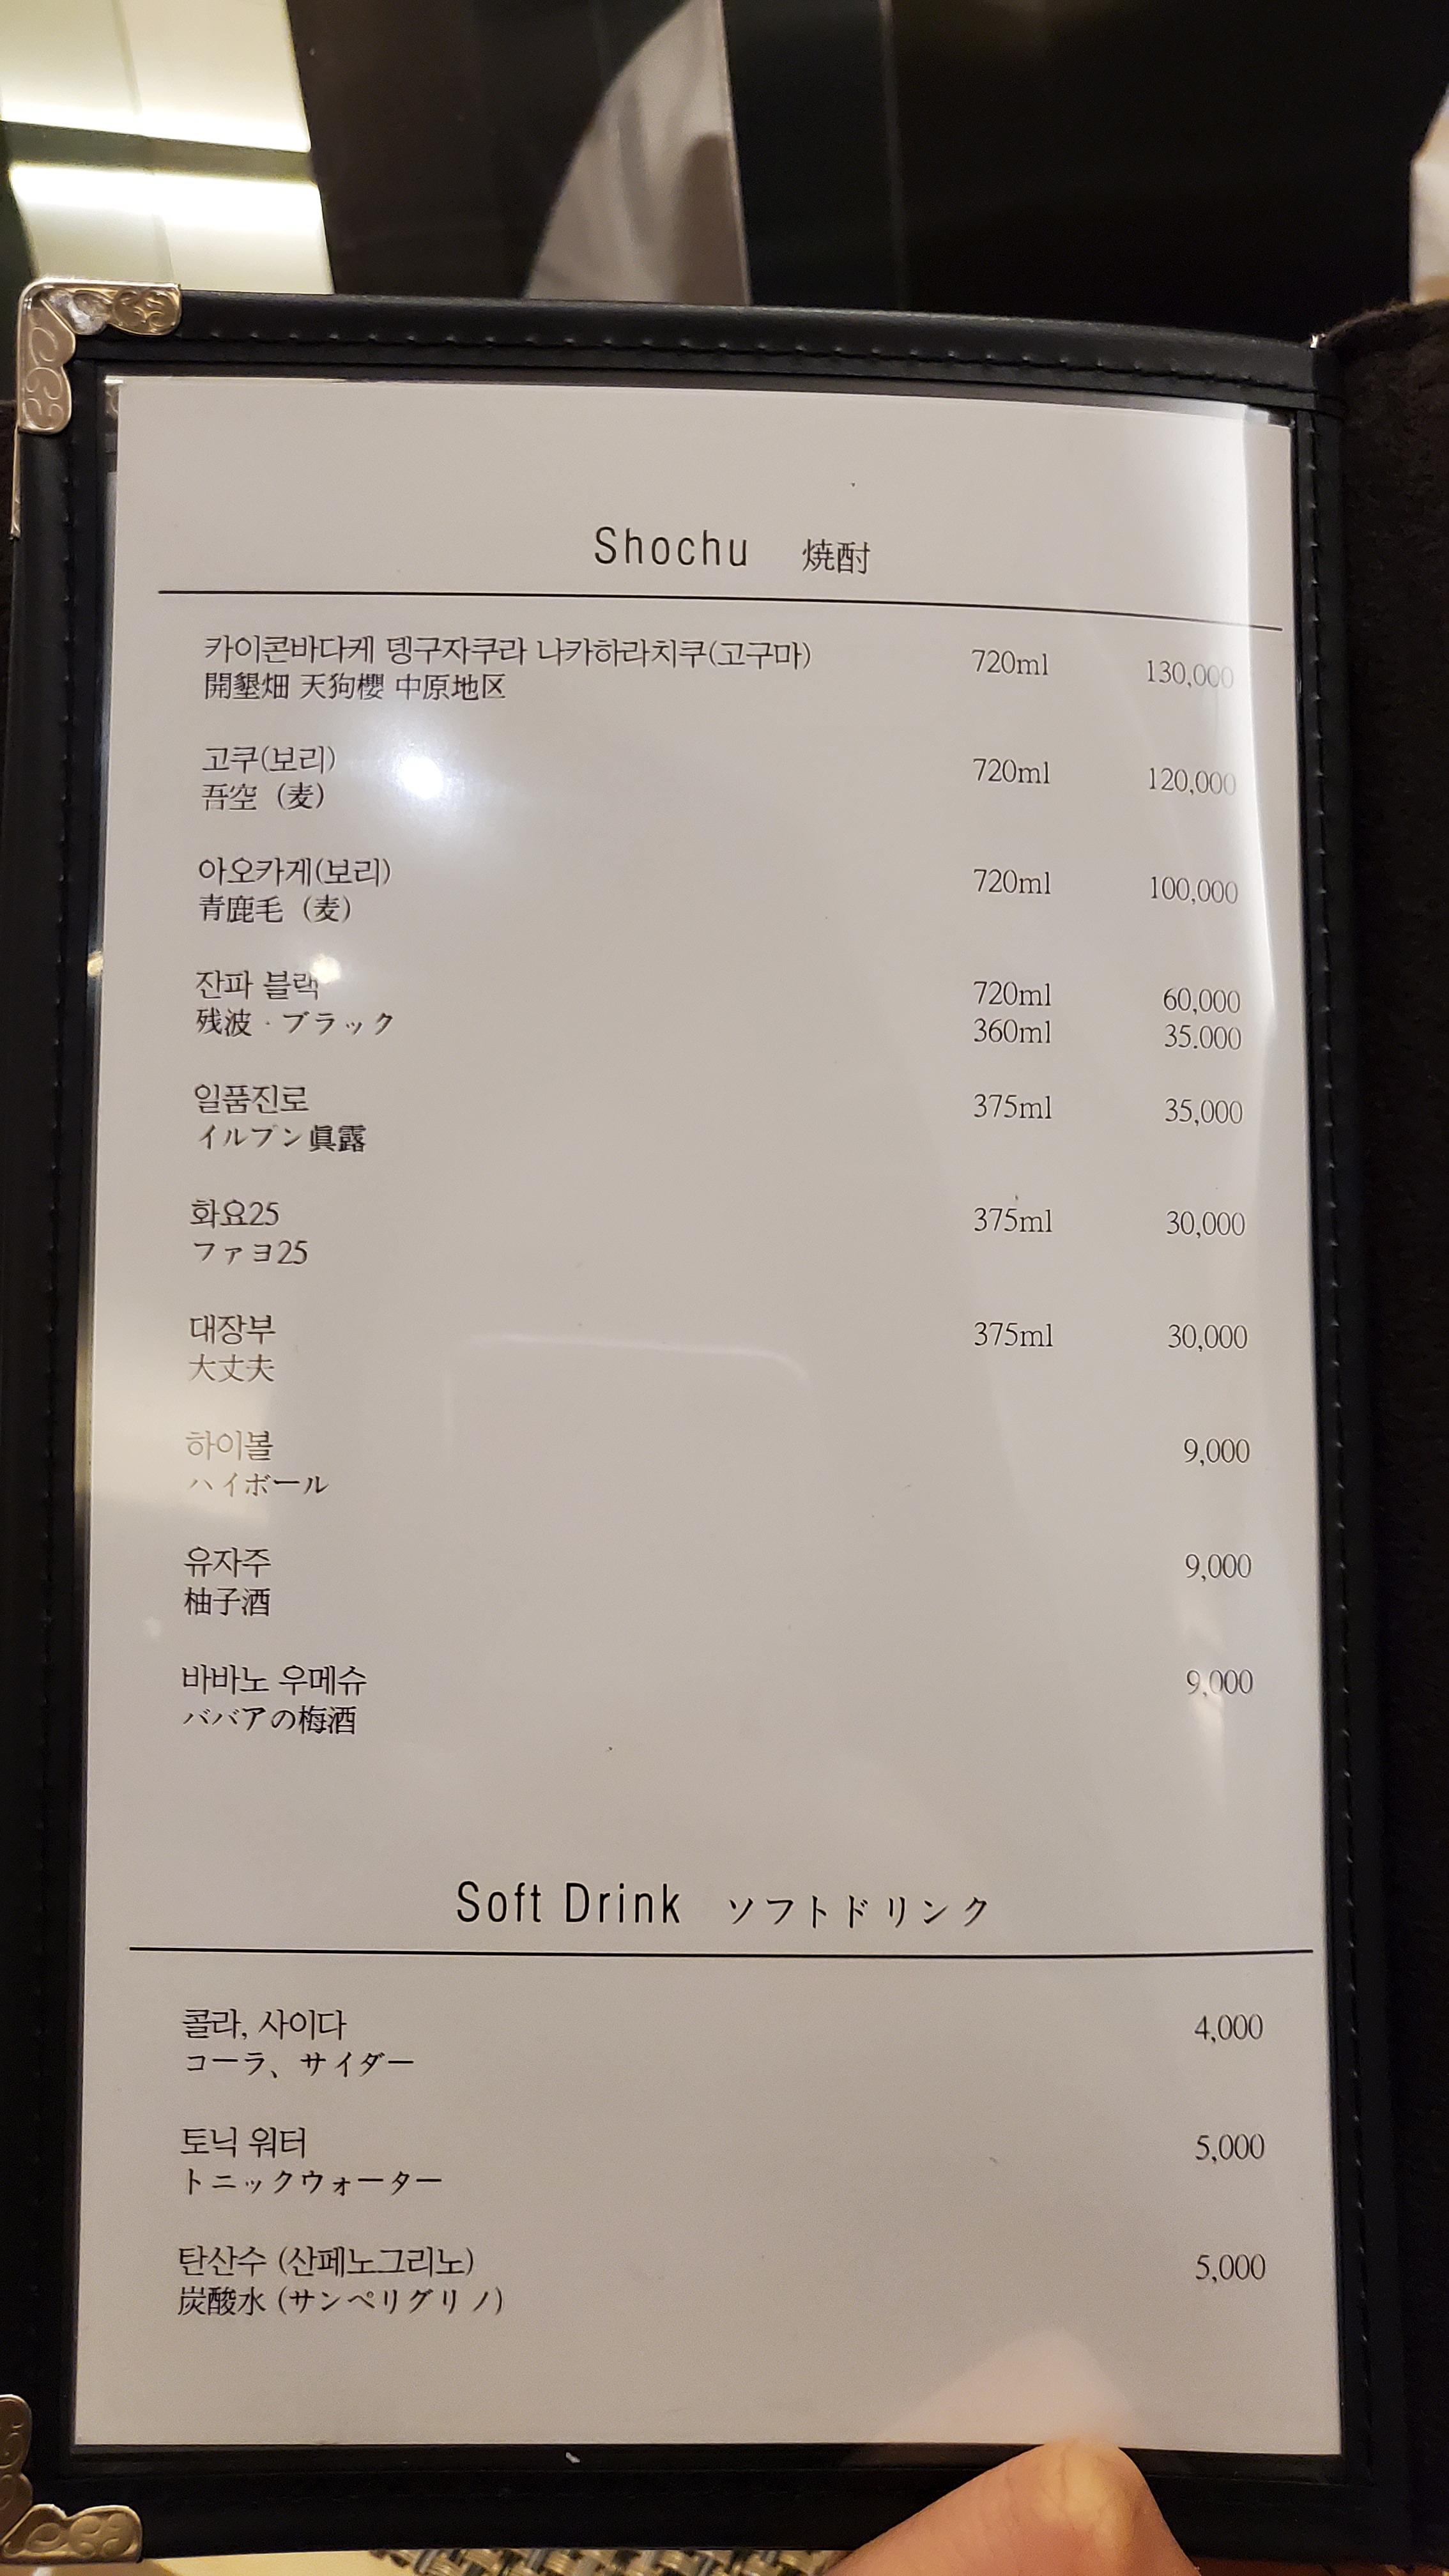 Shochu 焼酎
카이콘바다케 뎅구자쿠라 나카하라치쿠(고구마) 720ml 130,000
開墾畑 天狗櫻 中原地区
고쿠(보리) 720ml 120,000
吾空 (麦)
아오카게(보리) 720ml 100,000
青鹿毛 (麦)
잔파 블랙 720ml 60,000
残波・ブラック 360ml 35.000
일품진로 375ml 35,000
イルプン眞露
화요25 375ml 30,000
ファヨ25
대장부 375ml 30,000
大丈夫
하이볼 9,000
ハイボール
유자주 9,000
柚子酒
바바노 우메슈 9,000
ババアの梅酒
Soft Drink ソフトドリンク
콜라, 사이다 4,000
コーラ、サイダー
토닉 워터 5,000
トニックウォーター
탄산수 (산페노그리노) 5,000
炭酸水 (サンペリグリノ)